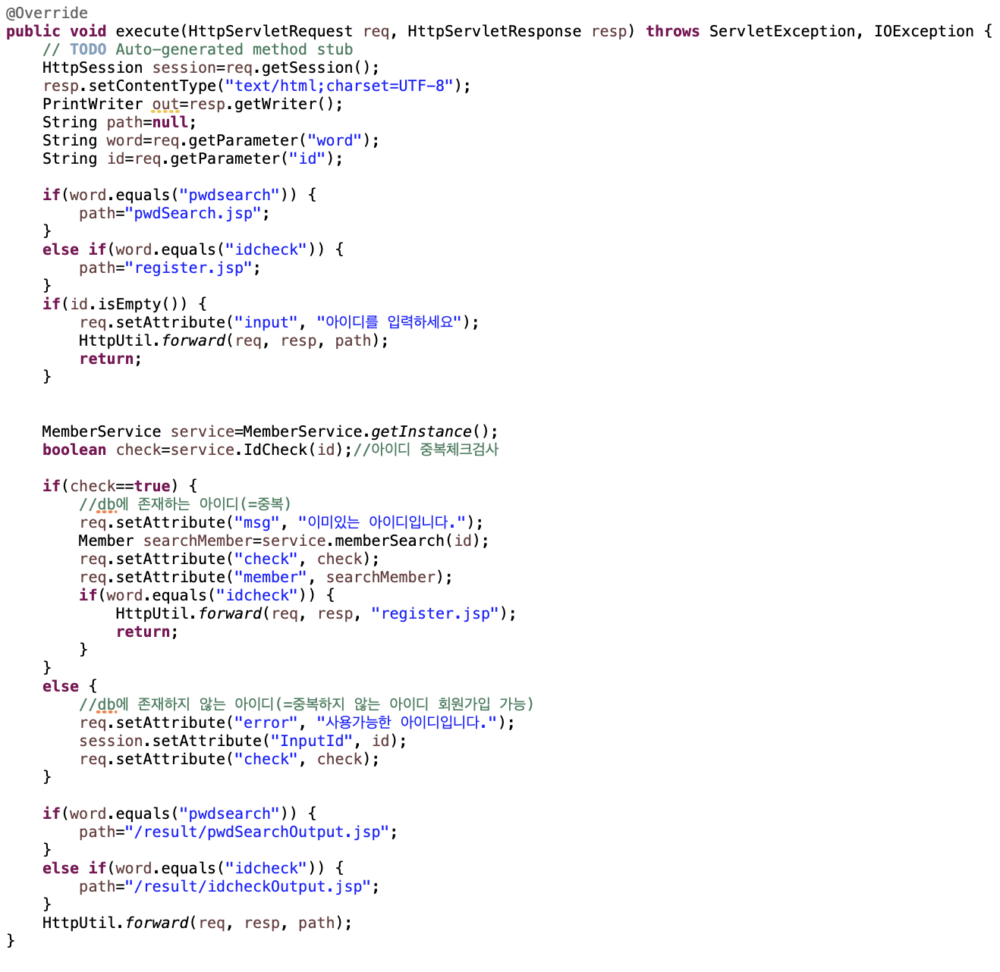 @Override
public void execute(HttpServletRequest req, HttpServletResponse resp) throws ServletException, IOException {
    // TODO Auto-generated method stub
    HttpSession session=req.getSession();
    resp.setContentType("text/html;charset=UTF-8");
    PrintWriter out=resp.getWriter();
    String path=null;
    String word=req.getParameter("word");
    String id=req.getParameter("id");

    if(word.equals("pwdsearch")) {
        path="pwdSearch.jsp";
    }
    else if(word.equals("idcheck")) {
        path="register.jsp";
    }
    if(id.isEmpty()) {
        req.setAttribute("input", "아이디를 입력하세요");
        HttpUtil.forward(req, resp, path);
        return;
    }


    MemberService service=MemberService.getInstance();
    boolean check=service.IdCheck(id);//아이디 중복체크검사

    if(check==true) {
        //db에 존재하는 아이디(=중복)
        req.setAttribute("msg", "이미있는 아이디입니다.");
        Member searchMember=service.memberSearch(id);
        req.setAttribute("check", check);
        req.setAttribute("member", searchMember);
        if(word.equals("idcheck")) {
            HttpUtil.forward(req, resp, "register.jsp");
            return;
        }
    }
    else {
        //db에 존재하지 않는 아이디(=중복하지 않는 아이디 회원가입 가능)
        req.setAttribute("error", "사용가능한 아이디입니다.");
        session.setAttribute("InputId", id);
        req.setAttribute("check", check);
    }

    if(word.equals("pwdsearch")) {
        path="/result/pwdSearchOutput.jsp";
    }
    else if(word.equals("idcheck")) {
        path="/result/idcheckOutput.jsp";
    }
    HttpUtil.forward(req, resp, path);
}